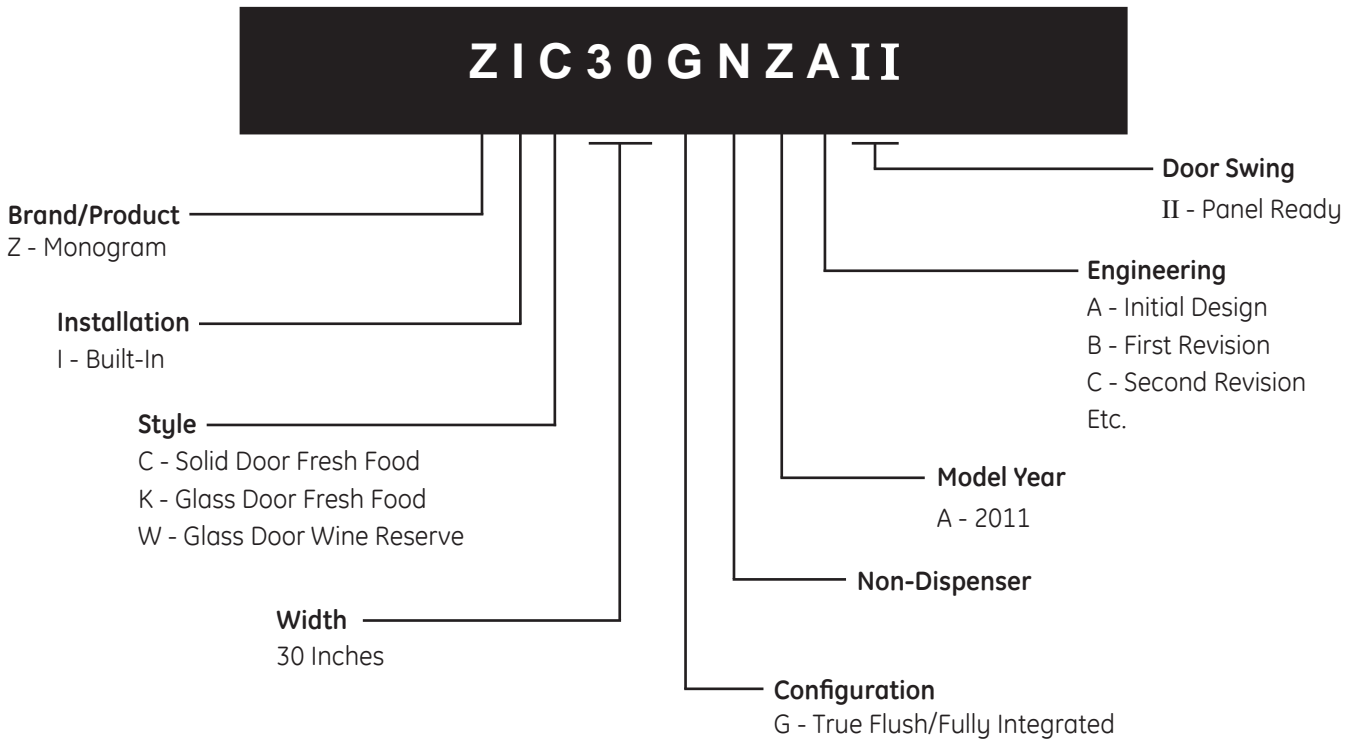 ZIC30GNZAII
Door Swing
II - Panel Ready
Brand/Product
Z - Monogram
Engineering
A - Initial Design
B - First Revision
C - Second Revision
Etc.
Installation
I - Built-In
Style
C - Solid Door Fresh Food
K - Glass Door Fresh Food
W - Glass Door Wine Reserve
Model Year
A - 2011
Non-Dispenser
Width
30 Inches
Configuration
G - True Flush/Fully Integrated